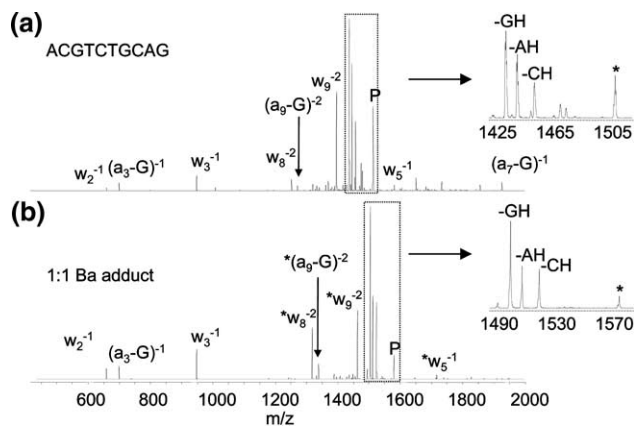 (a)
ACGTCTGCAG
w₂⁻¹
(a₃-G)⁻¹
w₃⁻¹
w₈⁻²
(a₉-G)⁻²
w₉⁻²
P
w₅⁻¹
(a₇-G)⁻¹
-GH
-AH
-CH
*
1425 1465 1505
(b)
1:1 Ba adduct
w₂⁻¹
(a₃-G)⁻¹
w₃⁻¹
*w₈⁻²
*(a₉-G)⁻²
*w₉⁻²
P
*w₅⁻¹
-GH
-AH
-CH
*
1490 1530 1570
600 800 1000 1200 1400 1600 1800 2000
m/z